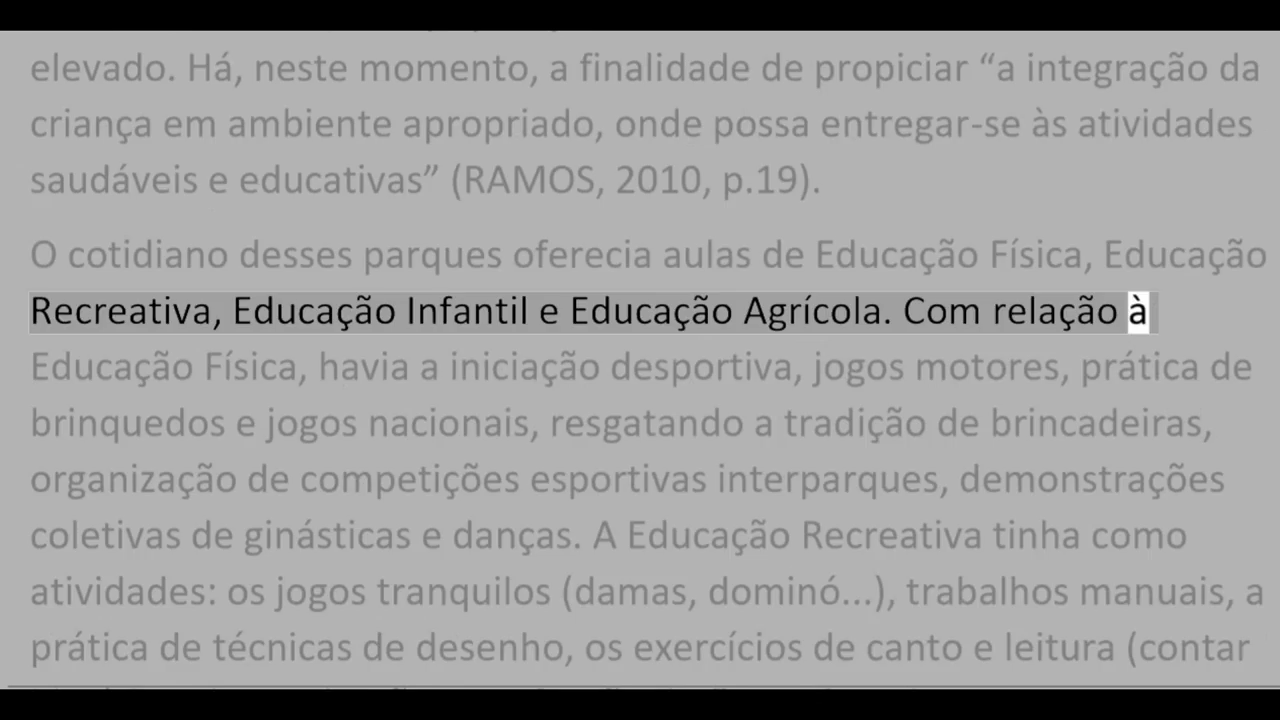 elevado. Há, neste momento, a finalidade de propiciar “a integração da
criança em ambiente apropriado, onde possa entregar-se às atividades
saudáveis e educativas” (RAMOS, 2010, p.19).
O cotidiano desses parques oferecia aulas de Educação Física, Educação
Recreativa, Educação Infantil e Educação Agrícola. Com relação à
Educação Física, havia a iniciação desportiva, jogos motores, prática de
brinquedos e jogos nacionais, resgatando a tradição de brincadeiras,
organização de competições esportivas interparques, demonstrações
coletivas de ginásticas e danças. A Educação Recreativa tinha como
atividades: os jogos tranquilos (damas, dominó...), trabalhos manuais, a
prática de técnicas de desenho, os exercícios de canto e leitura (contar